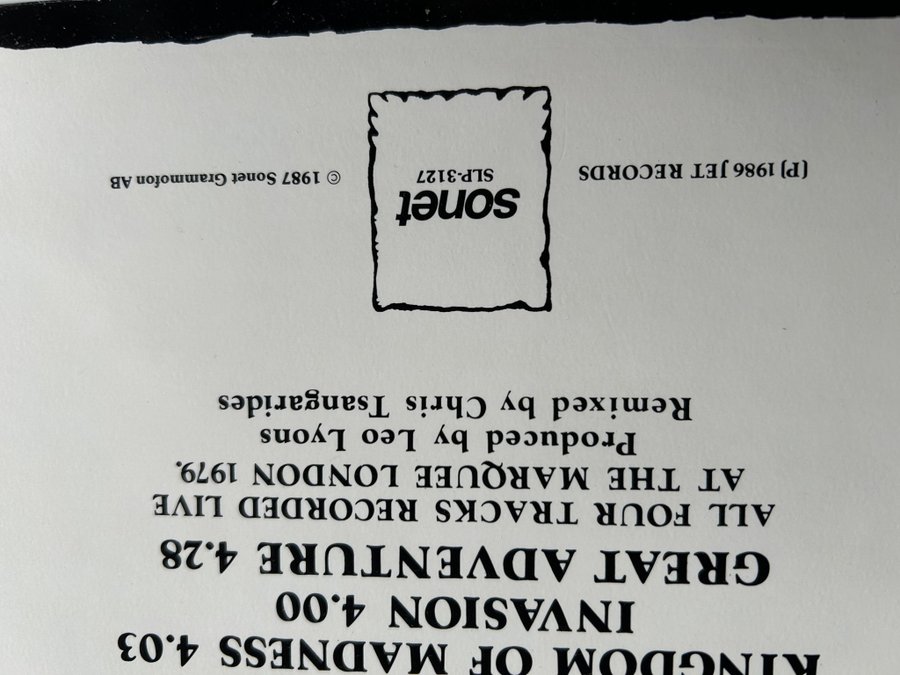 KINGDOM OF MADNESS 4.03
INVASION 4.00
GREAT ADVENTURE 4.28
ALL FOUR TRACKS RECORDED LIVE
AT THE MARQUEE LONDON 1979.
Produced by Leo Lyons
Remixed by Chris Tsangarides
(P) 1986 JET RECORDS
sonet
SLP-3127
© 1987 Sonet Grammofon AB